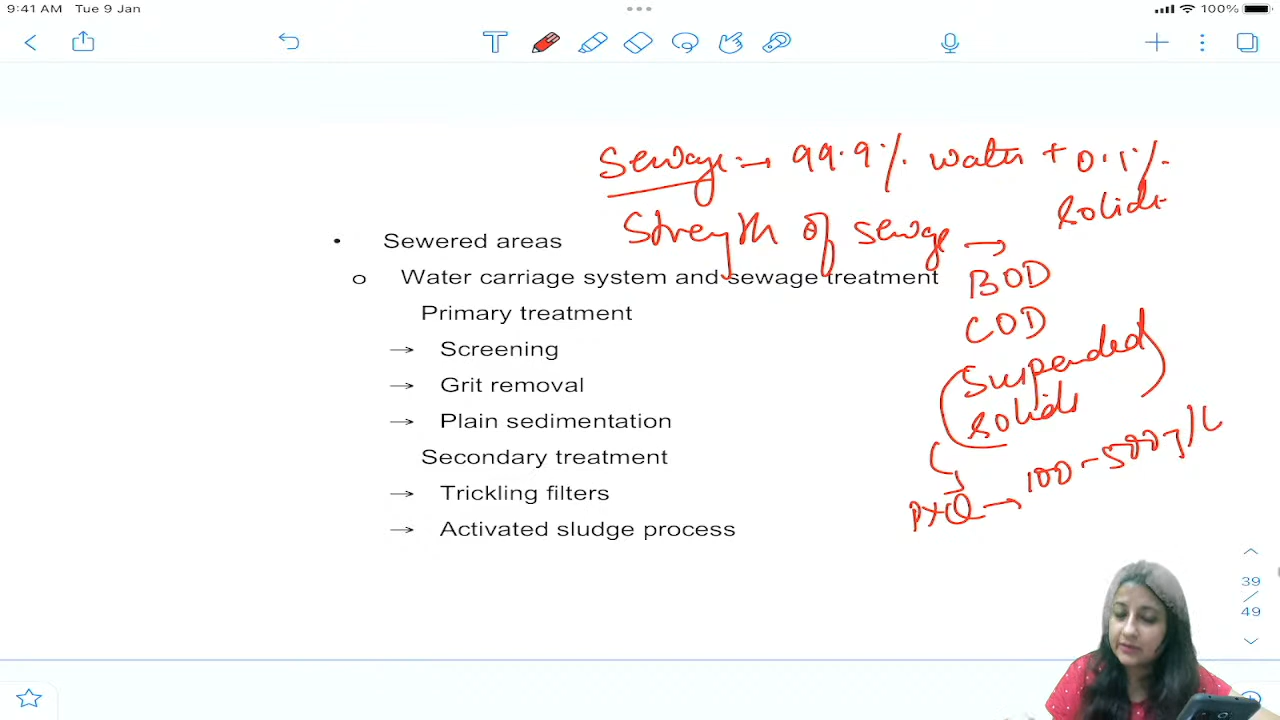 9:41 AM Tue 9 Jan
100%
Sewage → 99.9% water + 0.1%
solids
Strength of sewage →
BOD
COD
(suspended
solids)
PYQ → 100-500 g/L
• Sewered areas
o Water carriage system and sewage treatment
Primary treatment
→ Screening
→ Grit removal
→ Plain sedimentation
Secondary treatment
→ Trickling filters
→ Activated sludge process
39
/
49